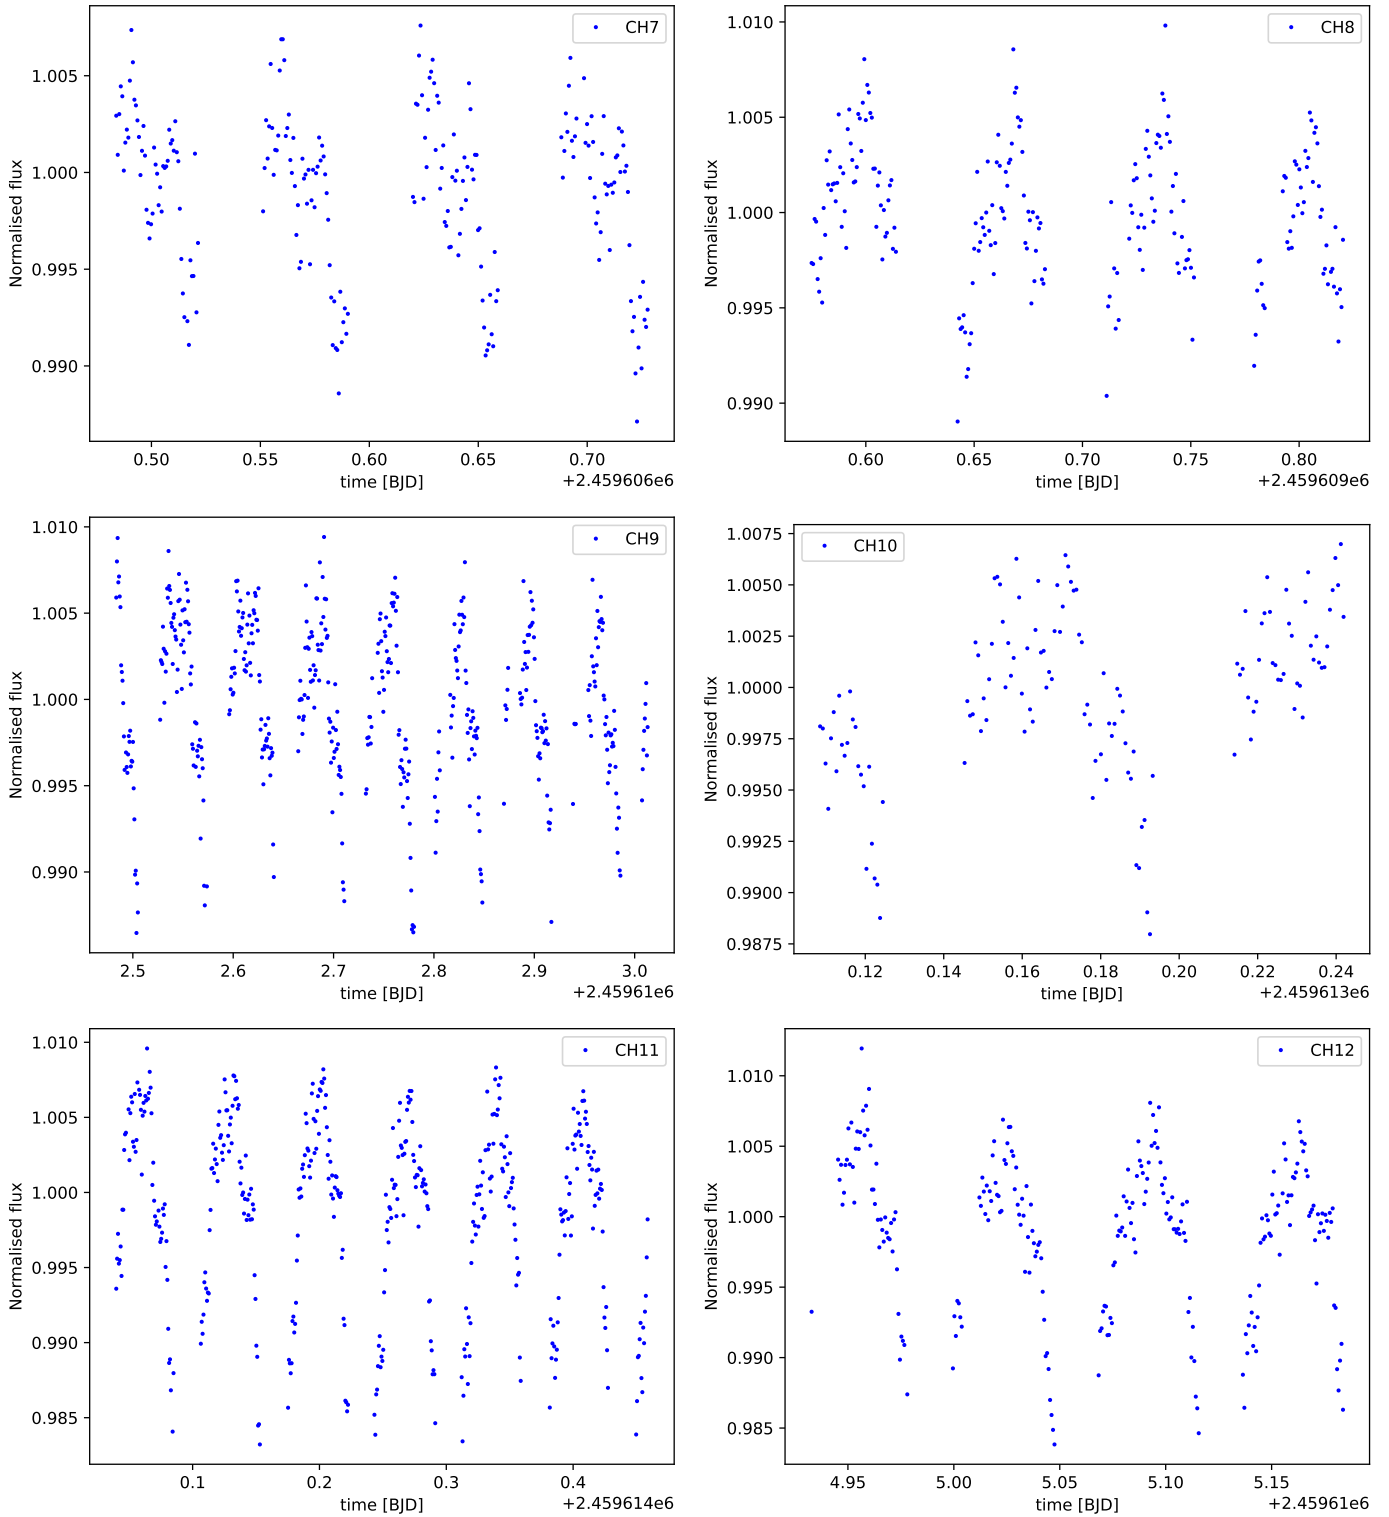 CH7
1.005
1.000
0.995
0.990
Normalised flux
0.50 0.55 0.60 0.65 0.70
time [BJD]
+2.459606e6
CH8
1.010
1.005
1.000
0.995
0.990
Normalised flux
0.60 0.65 0.70 0.75 0.80
time [BJD]
+2.459609e6
CH9
1.010
1.005
1.000
0.995
0.990
Normalised flux
2.5 2.6 2.7 2.8 2.9 3.0
time [BJD]
+2.45961e6
CH10
1.0075
1.0050
1.0025
1.0000
0.9975
0.9950
0.9925
0.9900
0.9875
Normalised flux
0.12 0.14 0.16 0.18 0.20 0.22 0.24
time [BJD]
+2.459613e6
CH11
1.010
1.005
1.000
0.995
0.990
0.985
Normalised flux
0.1 0.2 0.3 0.4
time [BJD]
+2.459614e6
CH12
1.010
1.005
1.000
0.995
0.990
0.985
Normalised flux
4.95 5.00 5.05 5.10 5.15
time [BJD]
+2.45961e6